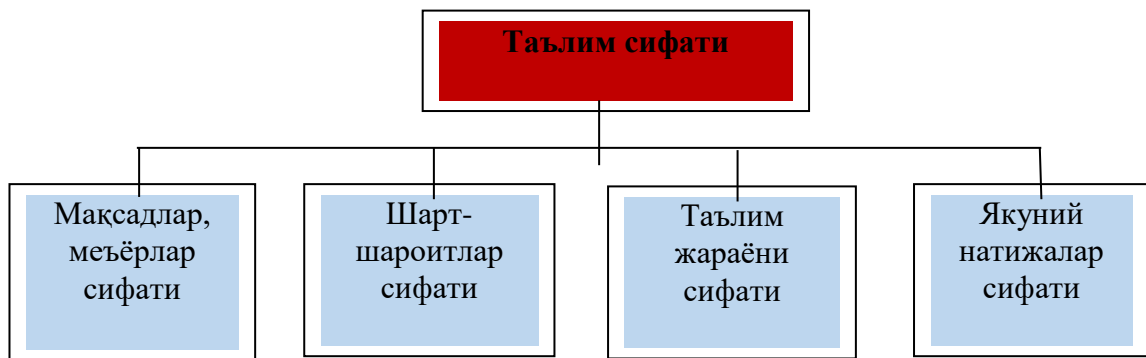 Таълим сифати
Мақсадлар,
меъёрлар
сифати
Шарт-
шароитлар
сифати
Таълим
жараёни
сифати
Якуний
натижалар
сифати